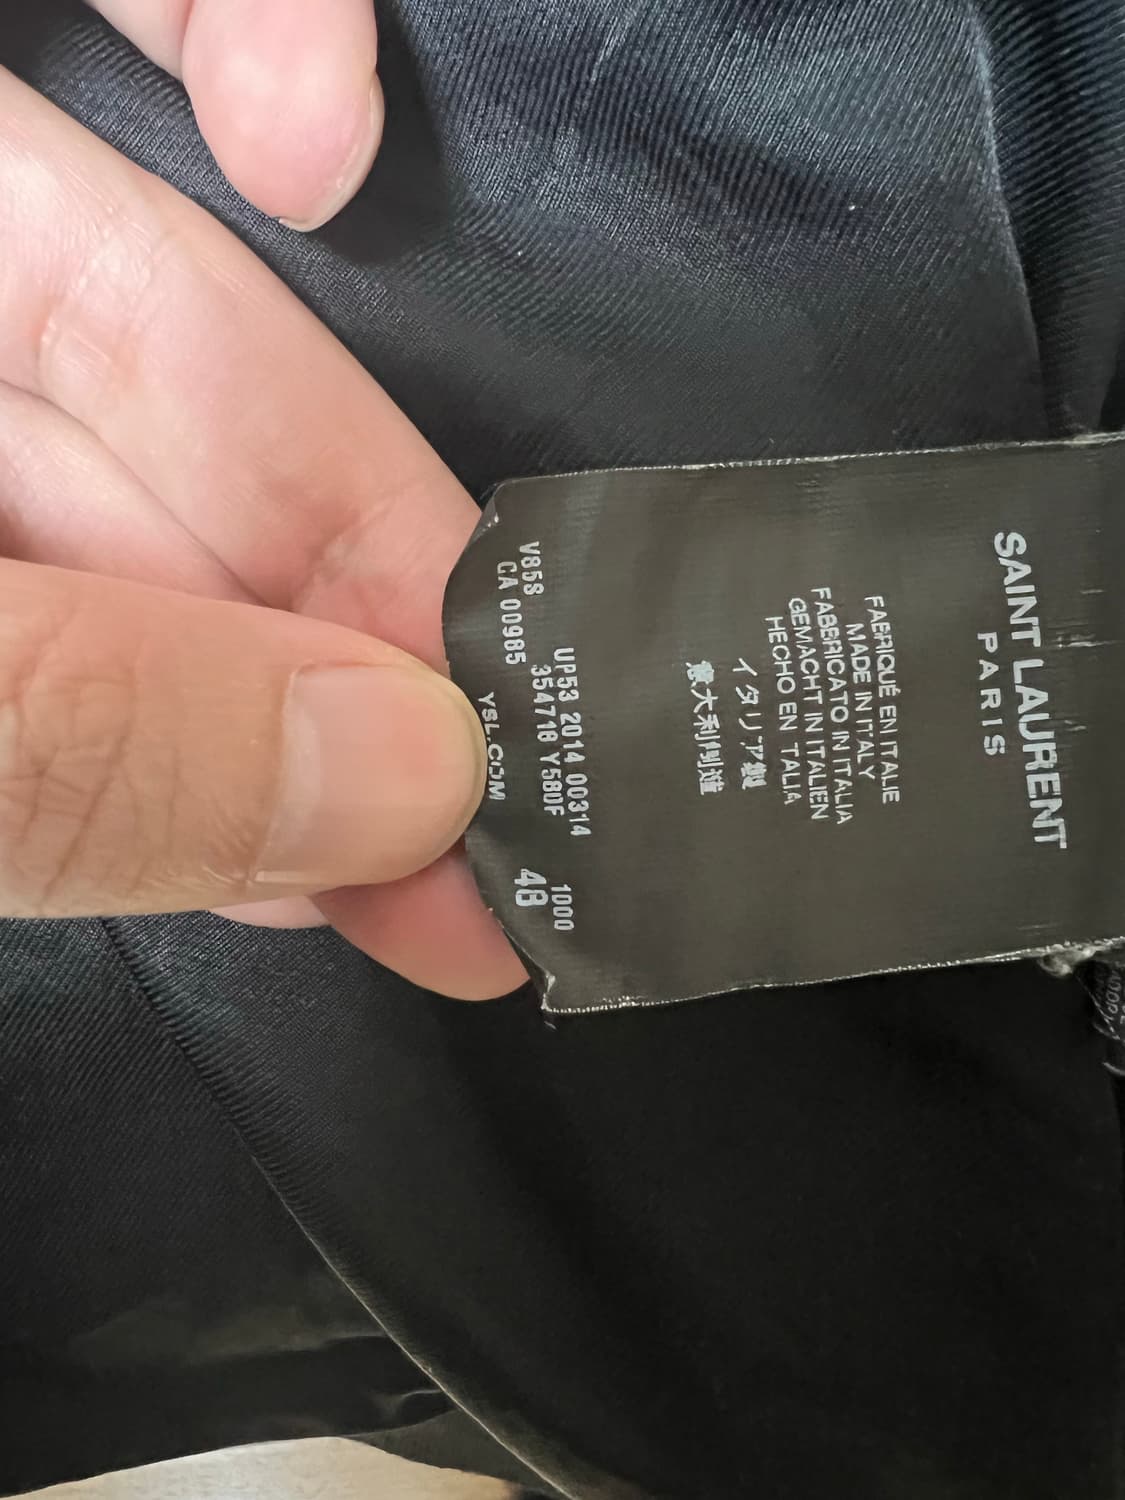 SAINT LAURENT
PARIS
FABRIQUÉ EN ITALIE
MADE IN ITALY
FABBRICATO IN ITALIA
GEMACHT IN ITALIEN
HECHO EN ITALIA
イタリア製
意大利制造
UP53 2014 00314 1000
V85S 354718 Y580F 48
CA 00985
YSL.COM